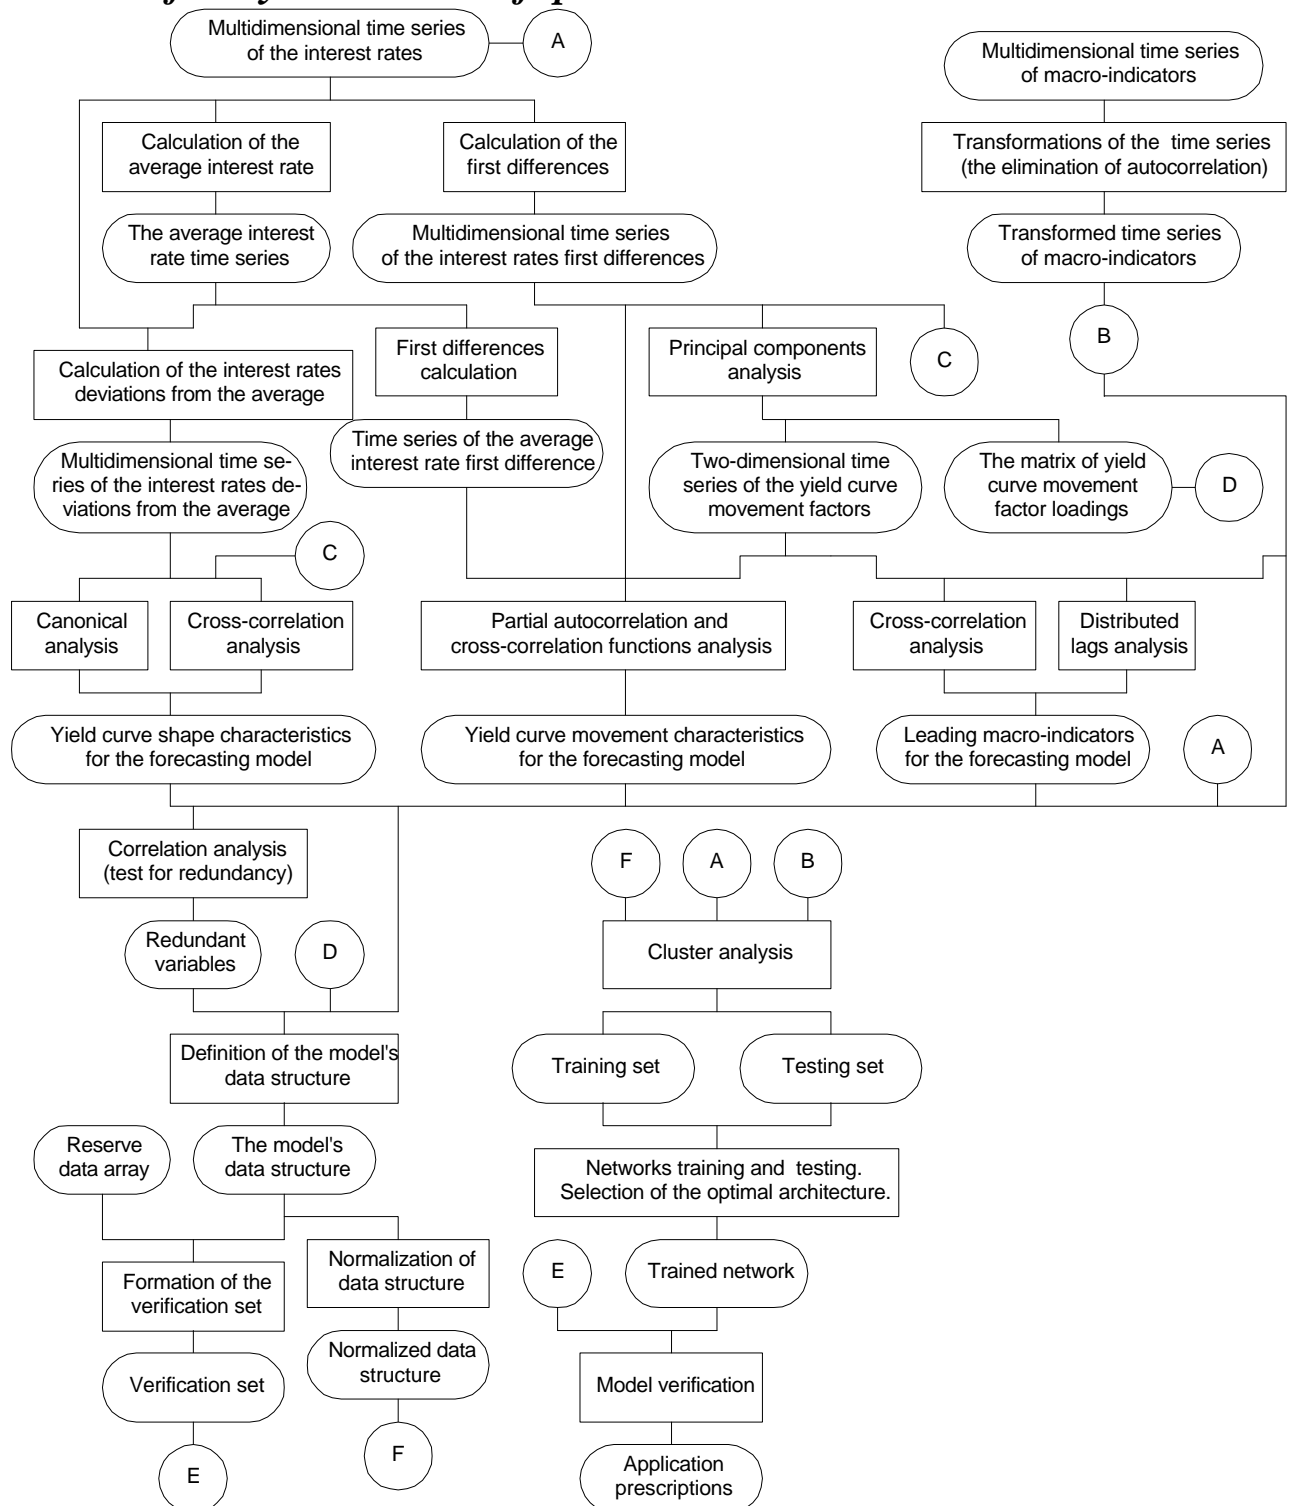 Multidimensional time series
of the interest rates
A
Multidimensional time series
of macro-indicators
Calculation of the
average interest rate
Calculation of the
first differences
Transformations of the time series
(the elimination of autocorrelation)
The average interest
rate time series
Multidimensional time series
of the interest rates first differences
Transformed time series
of macro-indicators
Calculation of the interest rates
deviations from the average
First differences
calculation
Principal components
analysis
C
B
Multidimensional time se-
ries of the interest rates de-
viations from the average
Time series of the average
interest rate first difference
Two-dimensional time
series of the yield curve
movement factors
The matrix of yield
curve movement
factor loadings
D
C
Canonical
analysis
Cross-correlation
analysis
Partial autocorrelation and
cross-correlation functions analysis
Cross-correlation
analysis
Distributed
lags analysis
Yield curve shape characteristics
for the forecasting model
Yield curve movement characteristics
for the forecasting model
Leading macro-indicators
for the forecasting model
A
Correlation analysis
(test for redundancy)
F
A
B
Redundant
variables
D
Cluster analysis
Definition of the model's
data structure
Training set
Testing set
Reserve
data array
The model's
data structure
Networks training and testing.
Selection of the optimal architecture.
Formation of the
verification set
Normalization of
data structure
E
Trained network
Verification set
Normalized data
structure
Model verification
E
F
Application
prescriptions